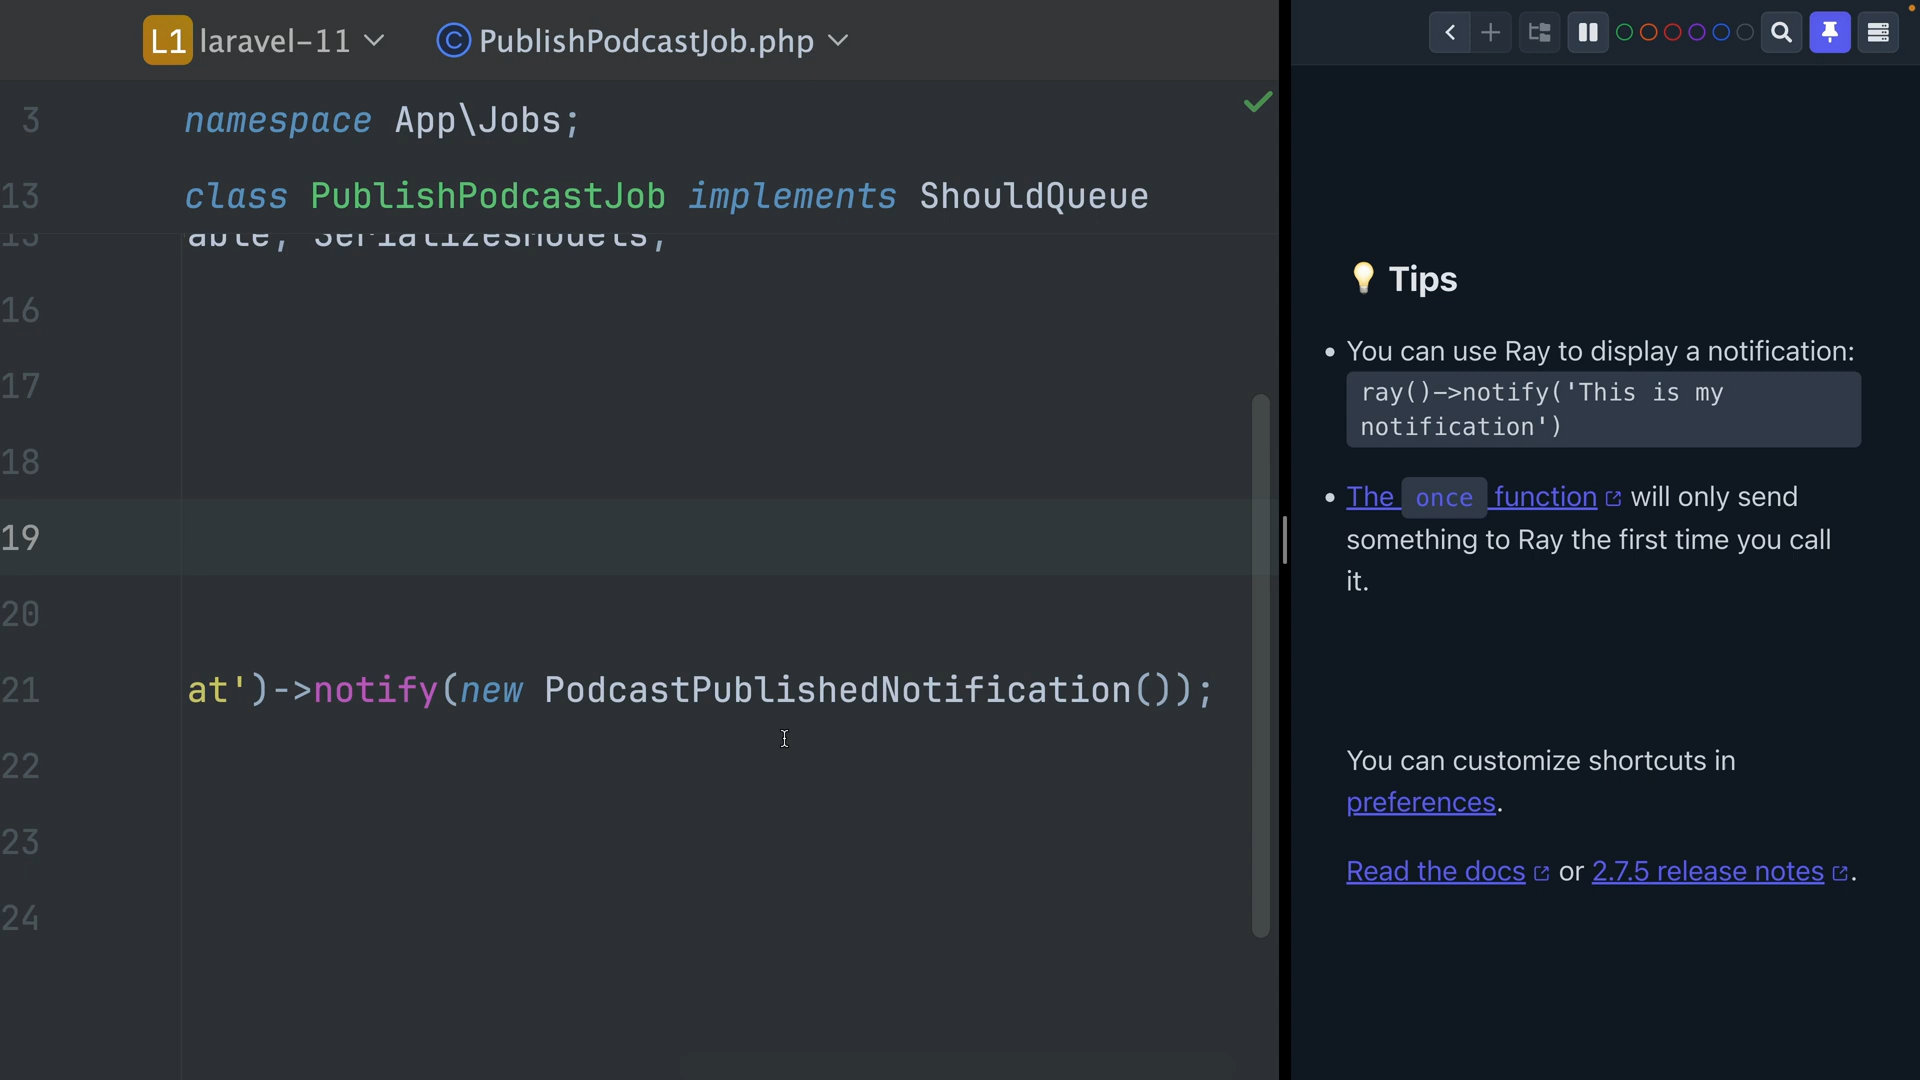 L1 laravel-11
PublishPodcastJob.php
3 namespace App\Jobs;
13 class PublishPodcastJob implements ShouldQueue
15 able, SerializesModels;
16
17
18
19
20
21 at')->notify(new PodcastPublishedNotification());
22
23
24
💡 Tips
• You can use Ray to display a notification:
ray()->notify('This is my
notification')
• The once function will only send
something to Ray the first time you call
it.
You can customize shortcuts in
preferences.
Read the docs or 2.7.5 release notes.